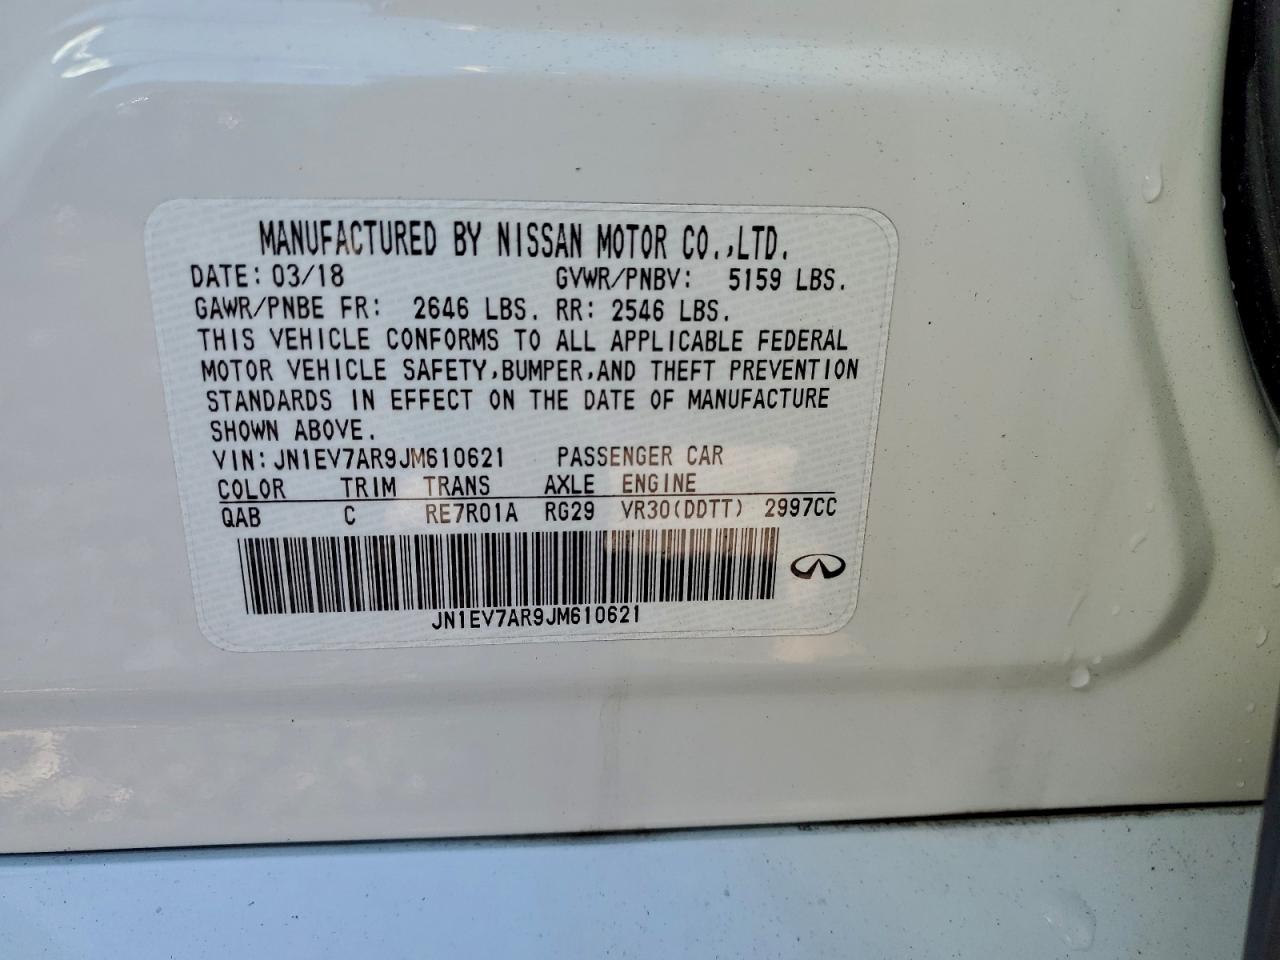 MANUFACTURED BY NISSAN MOTOR CO.,LTD.
DATE: 03/18 GVWR/PNBV: 5159 LBS.
GAWR/PNBE FR: 2646 LBS. RR: 2546 LBS.
THIS VEHICLE CONFORMS TO ALL APPLICABLE FEDERAL
MOTOR VEHICLE SAFETY,BUMPER,AND THEFT PREVENTION
STANDARDS IN EFFECT ON THE DATE OF MANUFACTURE
SHOWN ABOVE.
VIN: JN1EV7AR9JM610621 PASSENGER CAR
COLOR TRIM TRANS AXLE ENGINE
QAB C RE7R01A RG29 VR30(DDTT) 2997CC
JN1EV7AR9JM610621